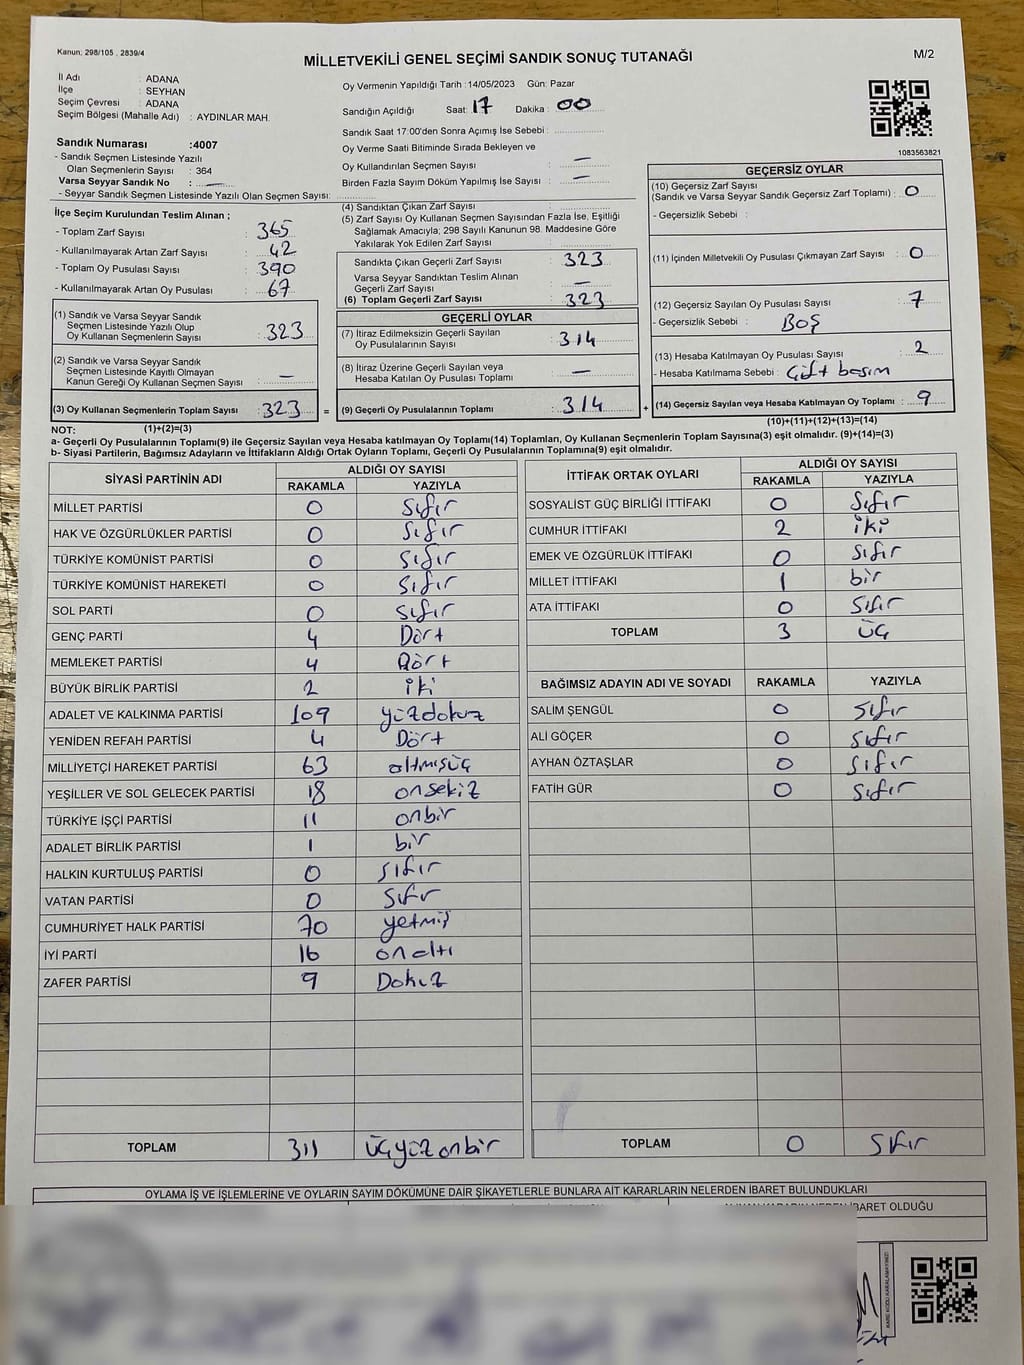 Kanun: 298/105 , 2839/4
MİLLETVEKİLİ GENEL SEÇİMİ SANDIK SONUÇ TUTANAĞI
M/2
İl Adı : ADANA
İlçe : SEYHAN
Seçim Çevresi : ADANA
Seçim Bölgesi (Mahalle Adı) : AYDINLAR MAH.
Oy Vermenin Yapıldığı Tarih :14/05/2023 Gün: Pazar
Sandığın Açıldığı Saat: 17 Dakika : 00
Sandık Saat 17:00'den Sonra Açımış İse Sebebi :
Oy Verme Saati Bitiminde Sırada Bekleyen ve
Oy Kullandırılan Seçmen Sayısı : —
Birden Fazla Sayım Döküm Yapılmış İse Sayısı : —
1083563821
Sandık Numarası :4007
- Sandık Seçmen Listesinde Yazılı
Olan Seçmenlerin Sayısı : 364
Varsa Seyyar Sandık No : —
- Seyyar Sandık Seçmen Listesinde Yazılı Olan Seçmen Sayısı:
İlçe Seçim Kurulundan Teslim Alınan ;
- Toplam Zarf Sayısı : 365
- Kullanılmayarak Artan Zarf Sayısı : 42
- Toplam Oy Pusulası Sayısı : 390
- Kullanılmayarak Artan Oy Pusulası : 67
(1) Sandık ve Varsa Seyyar Sandık
Seçmen Listesinde Yazılı Olup
Oy Kullanan Seçmenlerin Sayısı : 323
(2) Sandık ve Varsa Seyyar Sandık
Seçmen Listesinde Kayıtlı Olmayan
Kanun Gereği Oy Kullanan Seçmen Sayısı : —
(3) Oy Kullanan Seçmenlerin Toplam Sayısı : 323 =
(4) Sandıktan Çıkan Zarf Sayısı :
(5) Zarf Sayısı Oy Kullanan Seçmen Sayısından Fazla İse, Eşitliği
Sağlamak Amacıyla; 298 Sayılı Kanunun 98. Maddesine Göre
Yakılarak Yok Edilen Zarf Sayısı :
Sandıkta Çıkan Geçerli Zarf Sayısı : 323
Varsa Seyyar Sandıktan Teslim Alınan
Geçerli Zarf Sayısı : —
(6) Toplam Geçerli Zarf Sayısı : 323
GEÇERLİ OYLAR
(7) İtiraz Edilmeksizin Geçerli Sayılan
Oy Pusulalarının Sayısı : 314
(8) İtiraz Üzerine Geçerli Sayılan veya
Hesaba Katılan Oy Pusulası Toplamı : —
(9) Geçerli Oy Pusulalarının Toplamı : 314 +
GEÇERSİZ OYLAR
(10) Geçersiz Zarf Sayısı
(Sandık ve Varsa Seyyar Sandık Geçersiz Zarf Toplamı) : 0
- Geçersizlik Sebebi :
(11) İçinden Milletvekili Oy Pusulası Çıkmayan Zarf Sayısı : 0
(12) Geçersiz Sayılan Oy Pusulası Sayısı : 7
- Geçersizlik Sebebi : Boş
(13) Hesaba Katılmayan Oy Pusulası Sayısı : 2
- Hesaba Katılmama Sebebi : Çift basım
(14) Geçersiz Sayılan veya Hesaba Katılmayan Oy Toplamı : 9
NOT: (1)+(2)=(3) (10)+(11)+(12)+(13)=(14)
a- Geçerli Oy Pusulalarının Toplamı(9) ile Geçersiz Sayılan veya Hesaba katılmayan Oy Toplamı(14) Toplamları, Oy Kullanan Seçmenlerin Toplam Sayısına(3) eşit olmalıdır. (9)+(14)=(3)
b- Siyasi Partilerin, Bağımsız Adayların ve İttifakların Aldığı Oyların Toplamı, Geçerli Oy Pusulalarının Toplamına(9) eşit olmalıdır.
SİYASİ PARTİNİN ADI ALDIĞI OY SAYISI
RAKAMLA YAZIYLA
MİLLET PARTİSİ 0 Sıfır
HAK VE ÖZGÜRLÜKLER PARTİSİ 0 Sıfır
TÜRKİYE KOMÜNİST PARTİSİ 0 Sıfır
TÜRKİYE KOMÜNİST HAREKETİ 0 Sıfır
SOL PARTİ 0 Sıfır
GENÇ PARTİ 4 Dört
MEMLEKET PARTİSİ 4 Dört
BÜYÜK BİRLİK PARTİSİ 2 iki
ADALET VE KALKINMA PARTİSİ 109 yüzdokuz
YENİDEN REFAH PARTİSİ 4 Dört
MİLLİYETÇİ HAREKET PARTİSİ 63 altmışüç
YEŞİLLER VE SOL GELECEK PARTİSİ 18 onsekiz
TÜRKİYE İŞÇİ PARTİSİ 11 onbir
ADALET BİRLİK PARTİSİ 1 bir
HALKIN KURTULUŞ PARTİSİ 0 Sıfır
VATAN PARTİSİ 0 Sıfır
CUMHURİYET HALK PARTİSİ 70 yetmiş
İYİ PARTİ 16 onaltı
ZAFER PARTİSİ 9 Dokuz
TOPLAM 311 üçyüz onbir
İTTİFAK ORTAK OYLARI ALDIĞI OY SAYISI
RAKAMLA YAZIYLA
SOSYALİST GÜÇ BİRLİĞİ İTTİFAKI 0 Sıfır
CUMHUR İTTİFAKI 2 iki
EMEK VE ÖZGÜRLÜK İTTİFAKI 0 Sıfır
MİLLET İTTİFAKI 1 bir
ATA İTTİFAKI 0 Sıfır
TOPLAM 3 üç
BAĞIMSIZ ADAYIN ADI VE SOYADI RAKAMLA YAZIYLA
SALİM ŞENGÜL 0 Sıfır
ALİ GÖÇER 0 Sıfır
AYHAN ÖZTAŞLAR 0 Sıfır
FATİH GÜR 0 Sıfır
TOPLAM 0 Sıfır
OYLAMA İŞ VE İŞLEMLERİNE VE OYLARIN SAYIM DÖKÜMÜNE DAİR ŞİKAYETLERLE BUNLARA AİT KARARLARIN NELERDEN İBARET BULUNDUKLARI
İBARET OLDUĞU